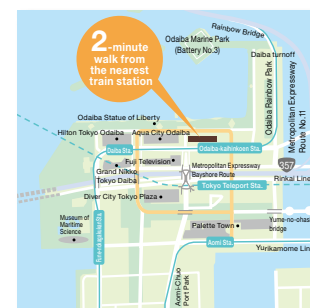 Rainbow Bridge
Odaiba Marine Park
(Battery No.3)
Daiba turnoff
2-minute
walk from
the nearest
train station
Odaiba Rainbow Park
Metropolitan Expressway
Route No.11
Odaiba Statue of Liberty
Hilton Tokyo Odaiba
Aqua City Odaiba
Daiba Sta.
Odaiba-kaihinkoen Sta.
Fuji Television
Metropolitan Expressway
Bayshore Route
357
Grand Nikko
Tokyo Daiba
Rinkai Line
Tokyo Teleport Sta.
Diver City Tokyo Plaza
Museum of
Maritime
Science
Palette Town
Yume-no-ohas
bridge
Aomi Sta.
Yurikamome Lin
Aomi-Chuo
Port Park